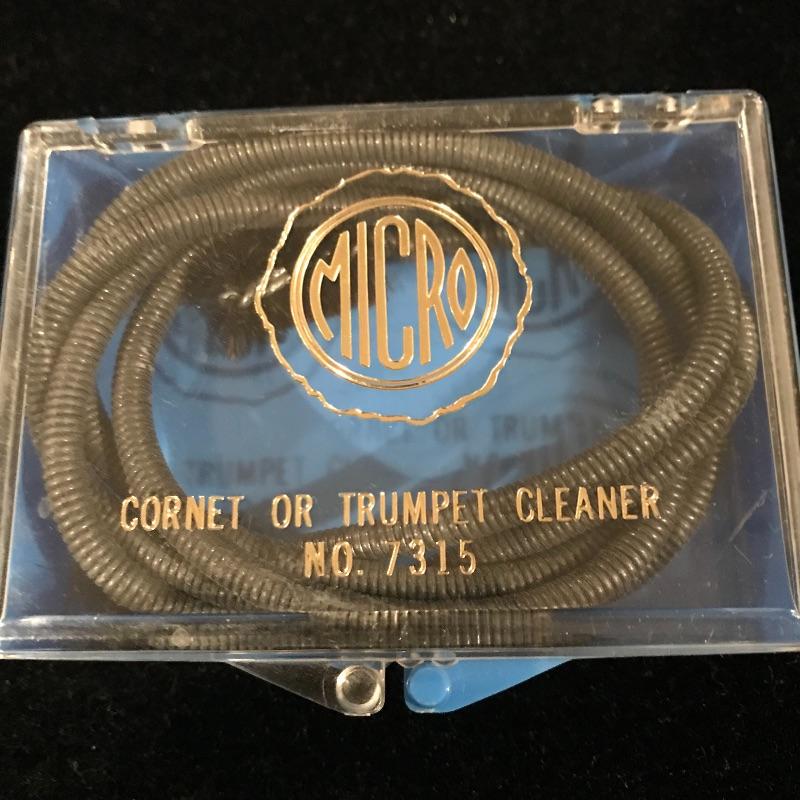 MICRO
CORNET OR TRUMPET CLEANER
NO. 7315